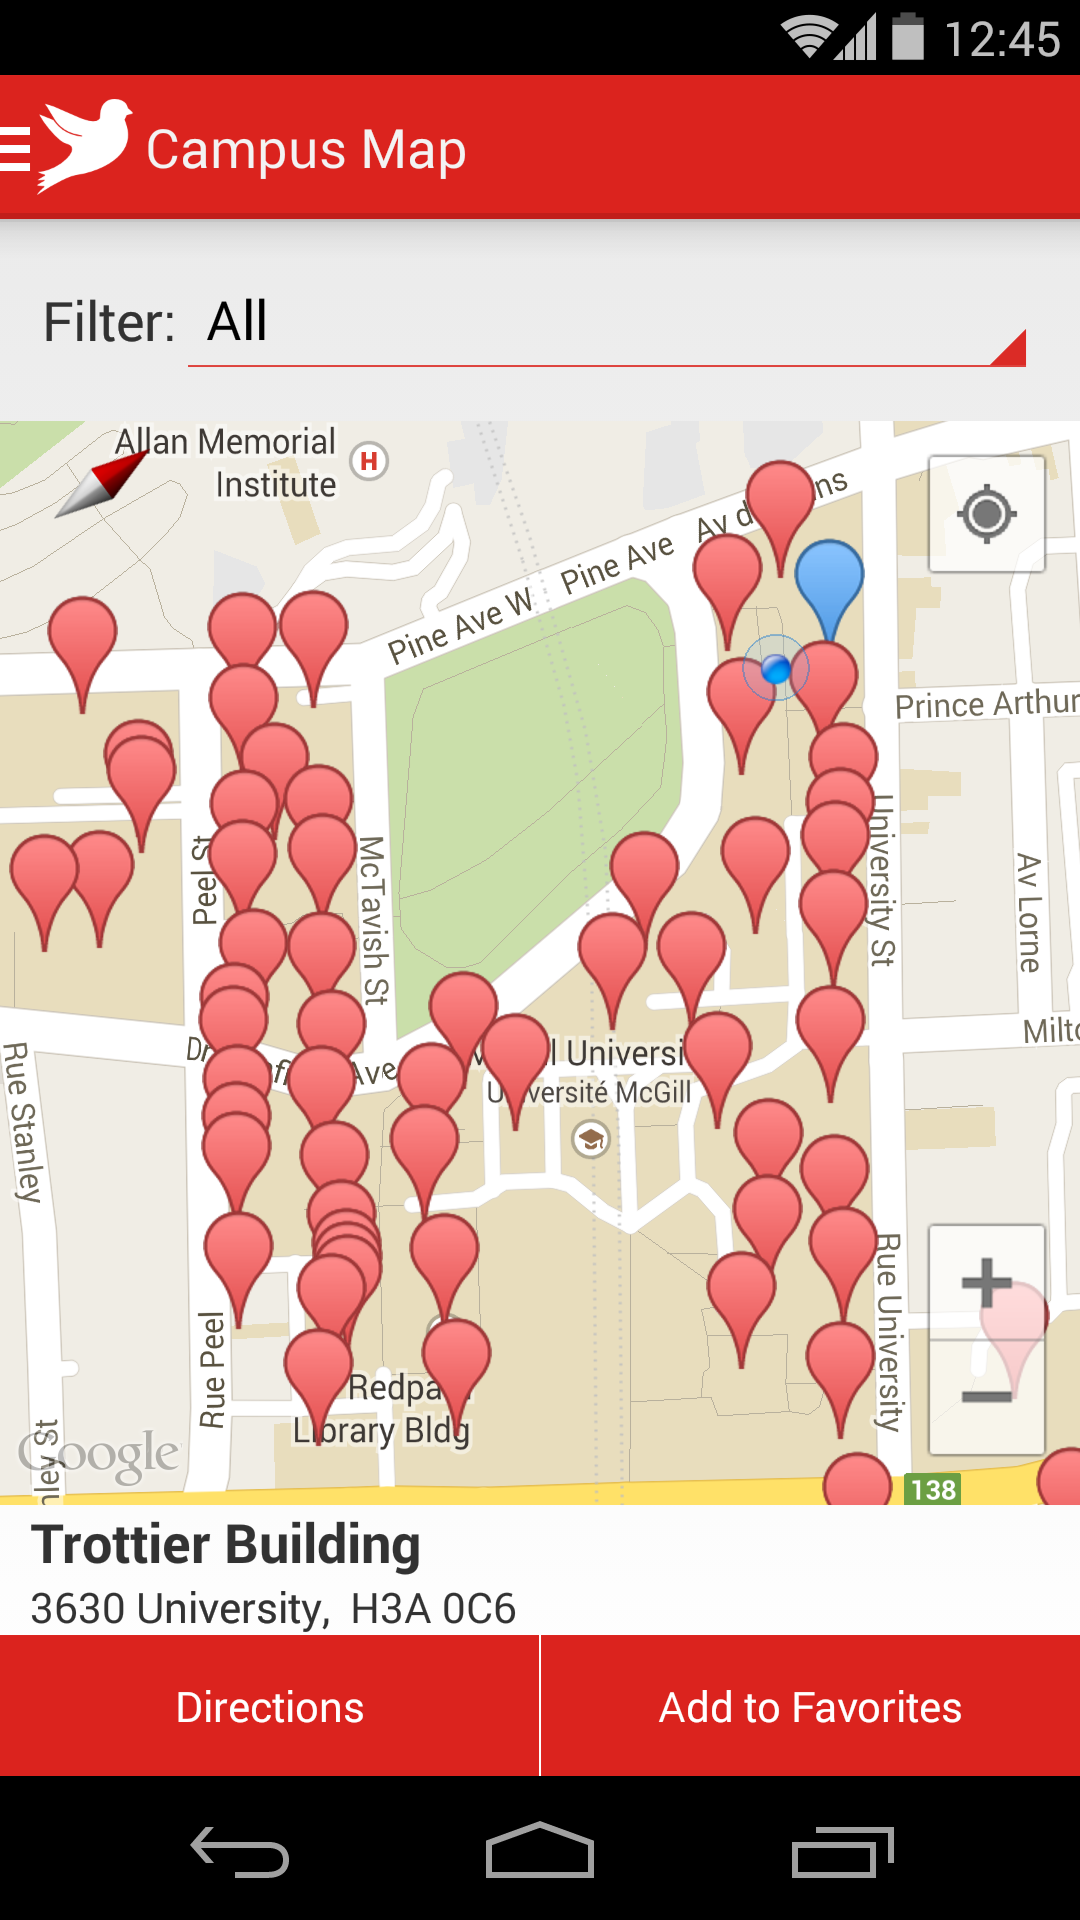 12:45
Campus Map
Filter: All
Allan Memorial
Institute
H
Pine Ave W
Pine Ave
Av d
ns
Prince Arthur
Peel St
McTavish St
University St
Av Lorne
Milto
Dr
Ave
Rue Stanley
Universi
Université McGill
Rue Peel
Rue University
Redpa
Library Bldg
Google
nley St
138
Trottier Building
3630 University, H3A 0C6
Directions
Add to Favorites